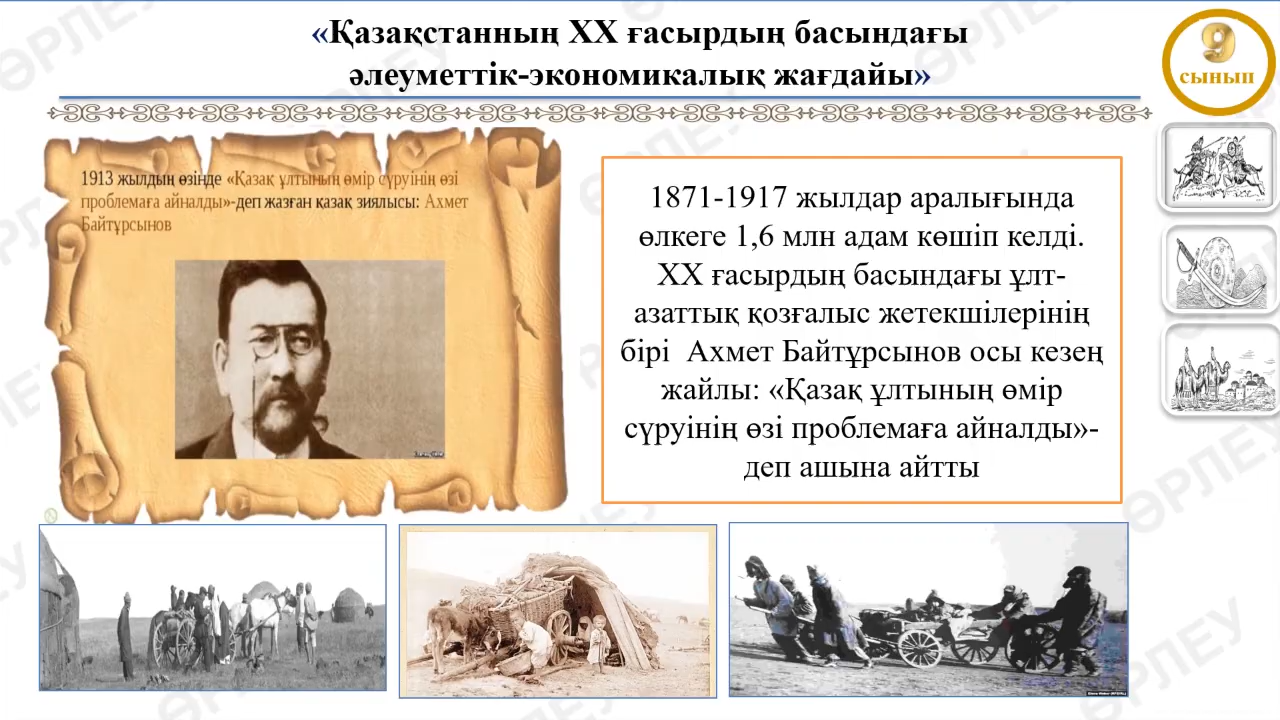 «Қазақстанның ХХ ғасырдың басындағы
әлеуметтік-экономикалық жағдайы»
9
сынып
1913 жылдың өзінде «Қазақ ұлтының өмір сүруінің өзі
проблемаға айналды»-деп жазған қазақ зиялысы: Ахмет
Байтұрсынов
1871-1917 жылдар аралығында
өлкеге 1,6 млн адам көшіп келді.
ХХ ғасырдың басындағы ұлт-
азаттық қозғалыс жетекшілерінің
бірі Ахмет Байтұрсынов осы кезең
жайлы: «Қазақ ұлтының өмір
сүруінің өзі проблемаға айналды»-
деп ашына айтты
ӨРЛЕУ